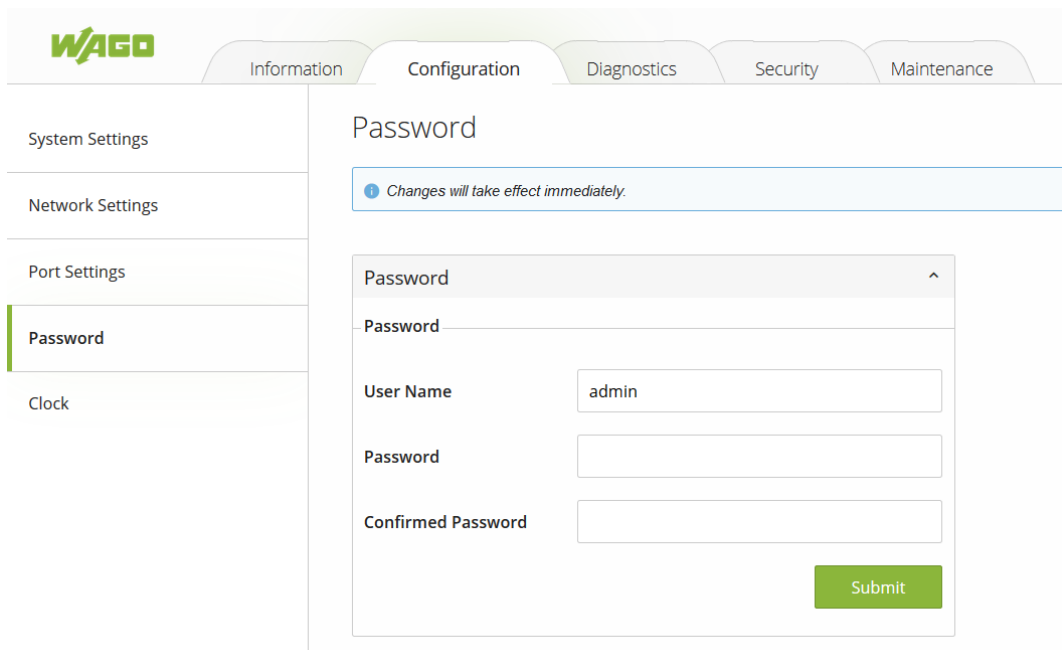 WAGO
Information Configuration Diagnostics Security Maintenance
System Settings
Network Settings
Port Settings
Password
Clock
Password
Changes will take effect immediately.
Password
Password
User Name admin
Password
Confirmed Password
Submit